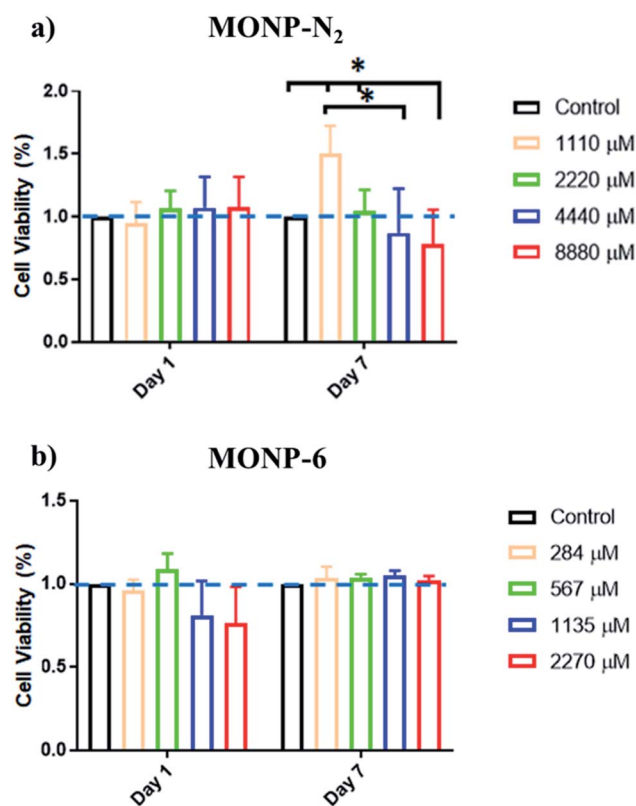 a)
MONP-N₂
* 
*
2.0
1.5
1.0
0.5
0.0
Cell Viability (%)
Day 1
Day 7
Control
1110 μM
2220 μM
4440 μM
8880 μM
b)
MONP-6
1.5
1.0
0.5
0.0
Cell Viability (%)
Day 1
Day 7
Control
284 μM
567 μM
1135 μM
2270 μM